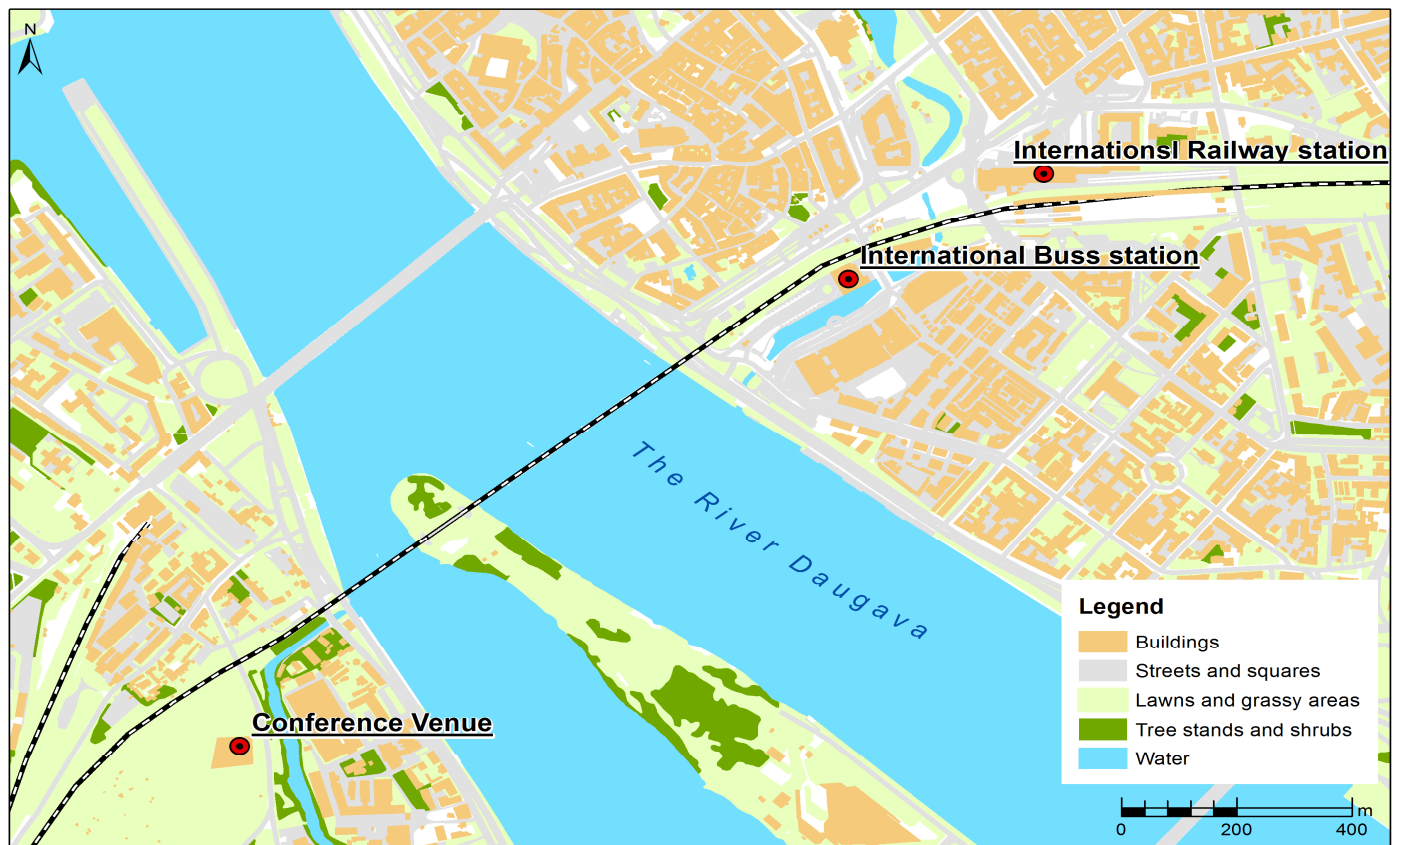 N
Internationsl Railway station
International Buss station
The River Daugava
Conference Venue
Legend
Buildings
Streets and squares
Lawns and grassy areas
Tree stands and shrubs
Water
m
0 200 400